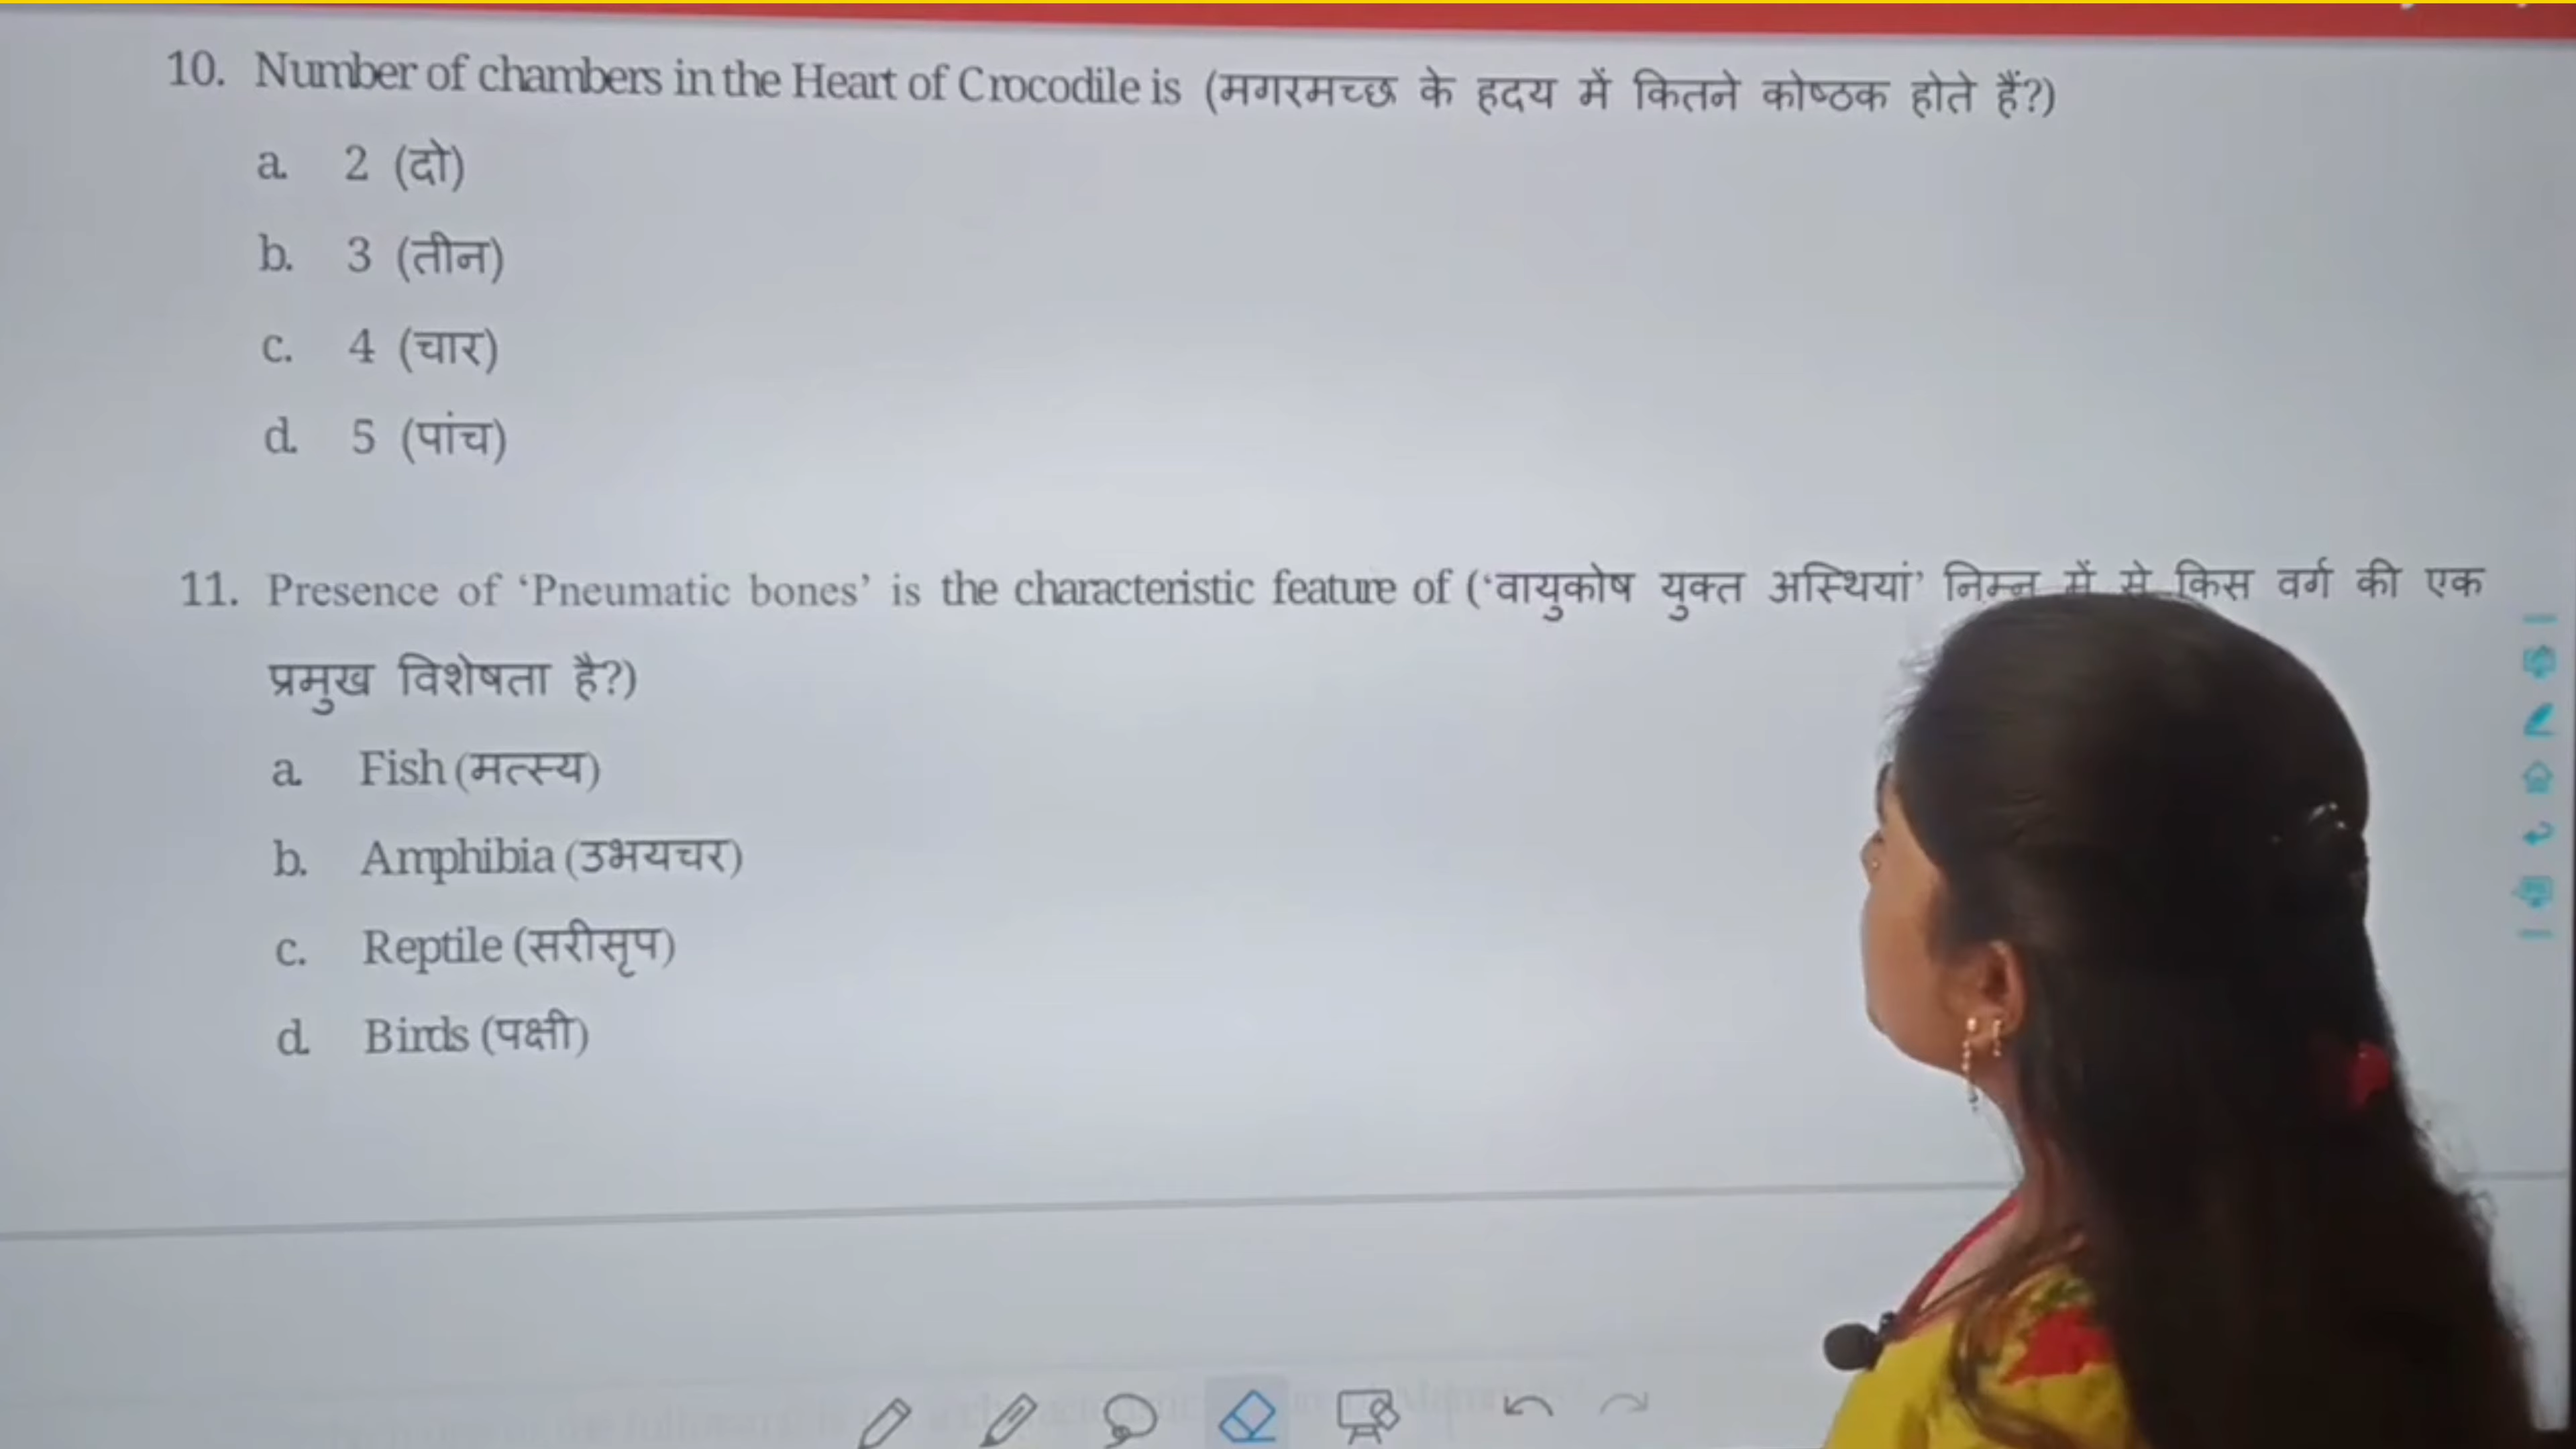 10. Number of chambers in the Heart of Crocodile is (मगरमच्छ के हृदय में कितने कोष्ठक होते हैं?)
a. 2 (दो)
b. 3 (तीन)
c. 4 (चार)
d. 5 (पांच)
11. Presence of ‘Pneumatic bones’ is the characteristic feature of (‘वायुकोष युक्त अस्थियां’ निम्न में से किस वर्ग की एक
प्रमुख विशेषता है?)
a. Fish (मत्स्य)
b. Amphibia (उभयचर)
c. Reptile (सरीसृप)
d. Birds (पक्षी)